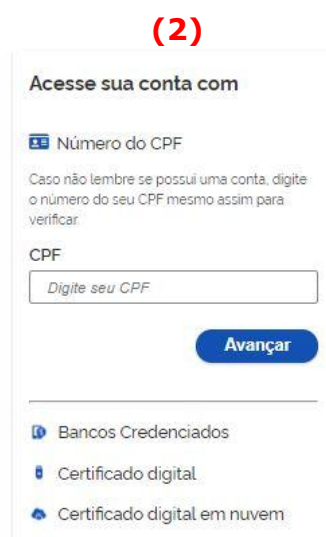 (2)
Acesse sua conta com
Número do CPF
Caso não lembre se possui uma conta, digite
o número do seu CPF mesmo assim para
verificar.
CPF
Digite seu CPF
Avançar
Bancos Credenciados
Certificado digital
Certificado digital em nuvem